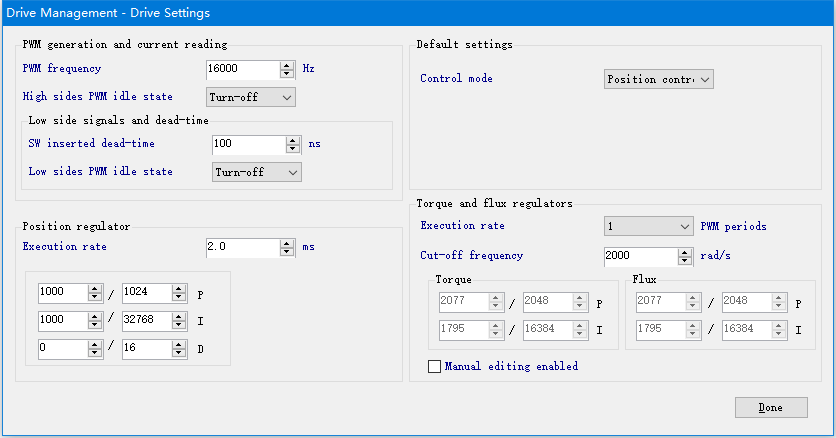 Drive Management - Drive Settings
PWM generation and current reading
PWM frequency 16000 Hz
High sides PWM idle state Turn-off
Low side signals and dead-time
SW inserted dead-time 100 ns
Low sides PWM idle state Turn-off
Default settings
Control mode Position contr
Position regulator
Execution rate 2.0 ms
1000 / 1024 P
1000 / 32768 I
0 / 16 D
Torque and flux regulators
Execution rate 1 PWM periods
Cut-off frequency 2000 rad/s
Torque
2077 / 2048 P
1795 / 16384 I
Flux
2077 / 2048 P
1795 / 16384 I
Manual editing enabled
Done